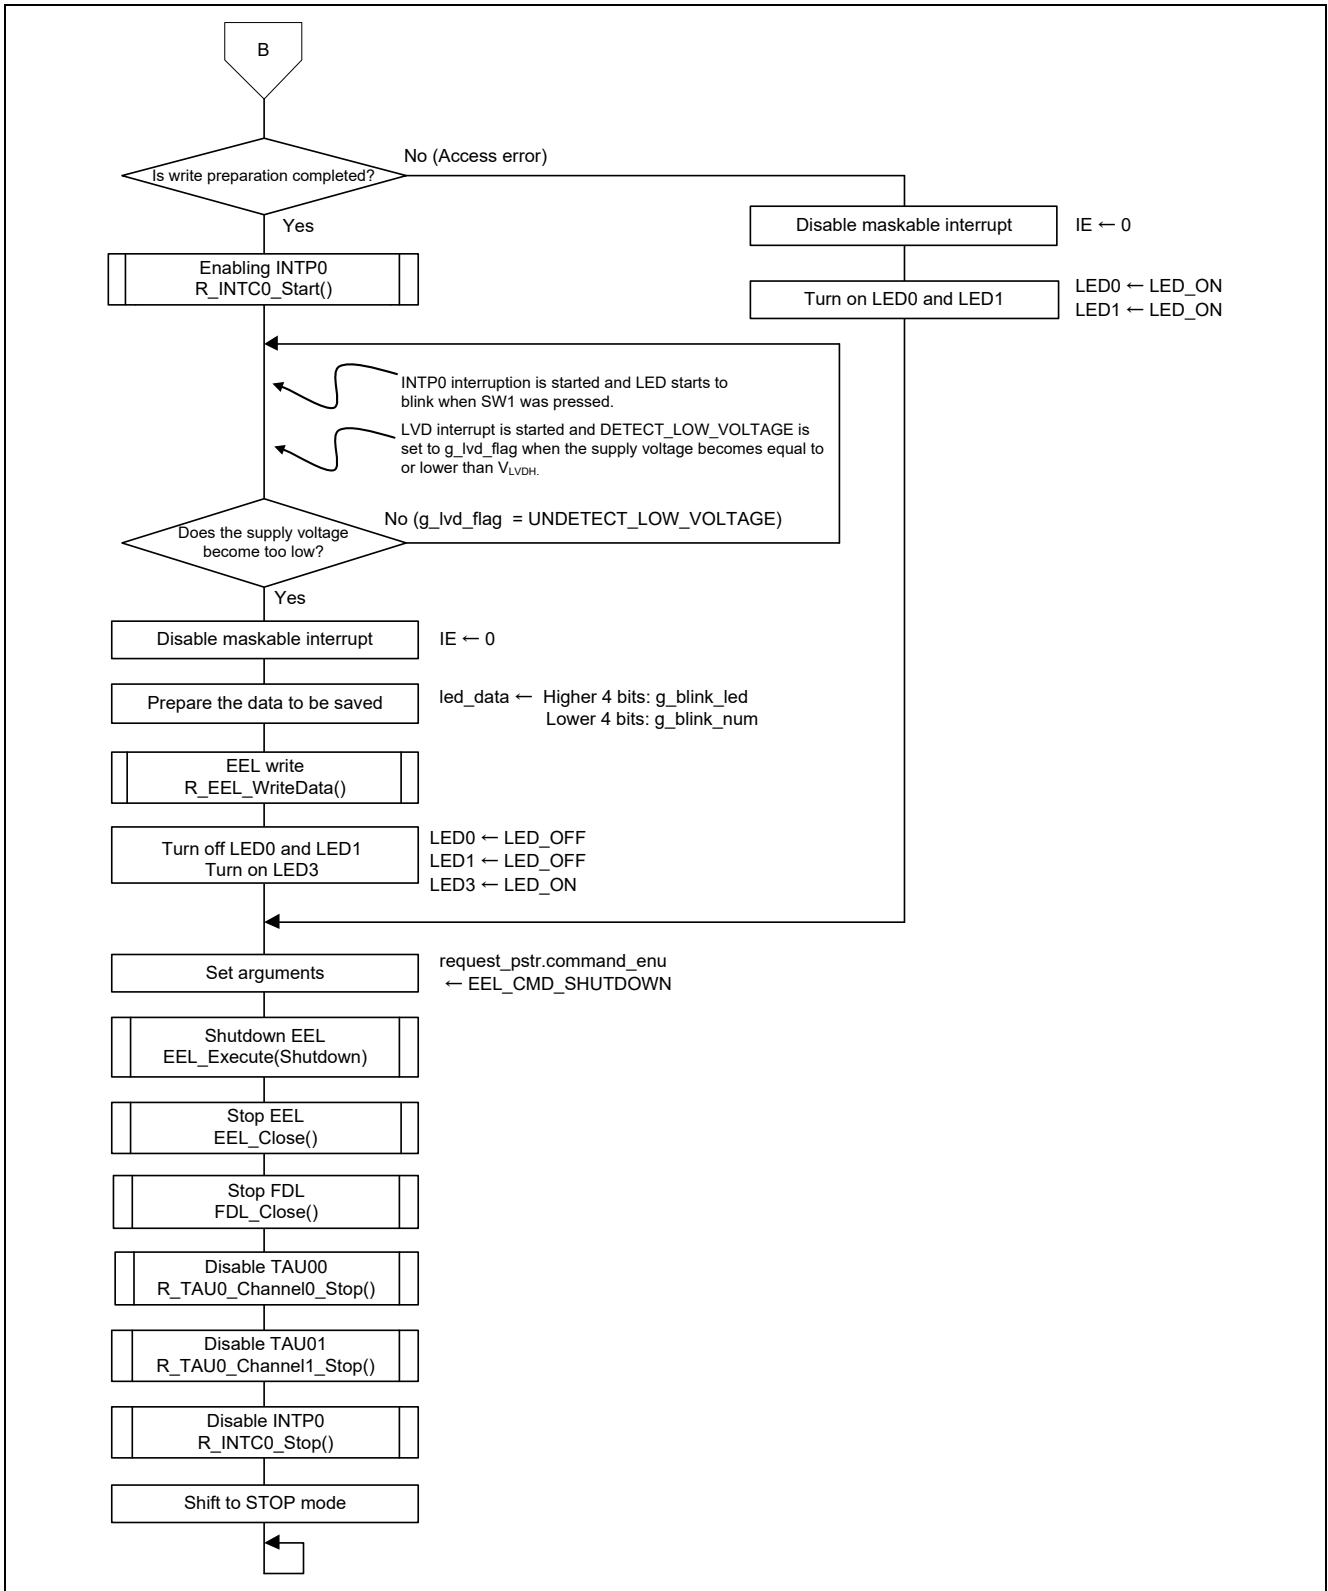 B
Is write preparation completed?
No (Access error)
Yes
Disable maskable interrupt
IE ← 0
Enabling INTP0
R_INTC0_Start()
Turn on LED0 and LED1
LED0 ← LED_ON
LED1 ← LED_ON
INTP0 interruption is started and LED starts to
blink when SW1 was pressed.
LVD interrupt is started and DETECT_LOW_VOLTAGE is
set to g_lvd_flag when the supply voltage becomes equal to
or lower than VLVDH.
Does the supply voltage
become too low?
No (g_lvd_flag = UNDETECT_LOW_VOLTAGE)
Yes
Disable maskable interrupt
IE ← 0
Prepare the data to be saved
led_data ← Higher 4 bits: g_blink_led
Lower 4 bits: g_blink_num
EEL write
R_EEL_WriteData()
Turn off LED0 and LED1
Turn on LED3
LED0 ← LED_OFF
LED1 ← LED_OFF
LED3 ← LED_ON
Set arguments
request_pstr.command_enu
← EEL_CMD_SHUTDOWN
Shutdown EEL
EEL_Execute(Shutdown)
Stop EEL
EEL_Close()
Stop FDL
FDL_Close()
Disable TAU00
R_TAU0_Channel0_Stop()
Disable TAU01
R_TAU0_Channel1_Stop()
Disable INTP0
R_INTC0_Stop()
Shift to STOP mode